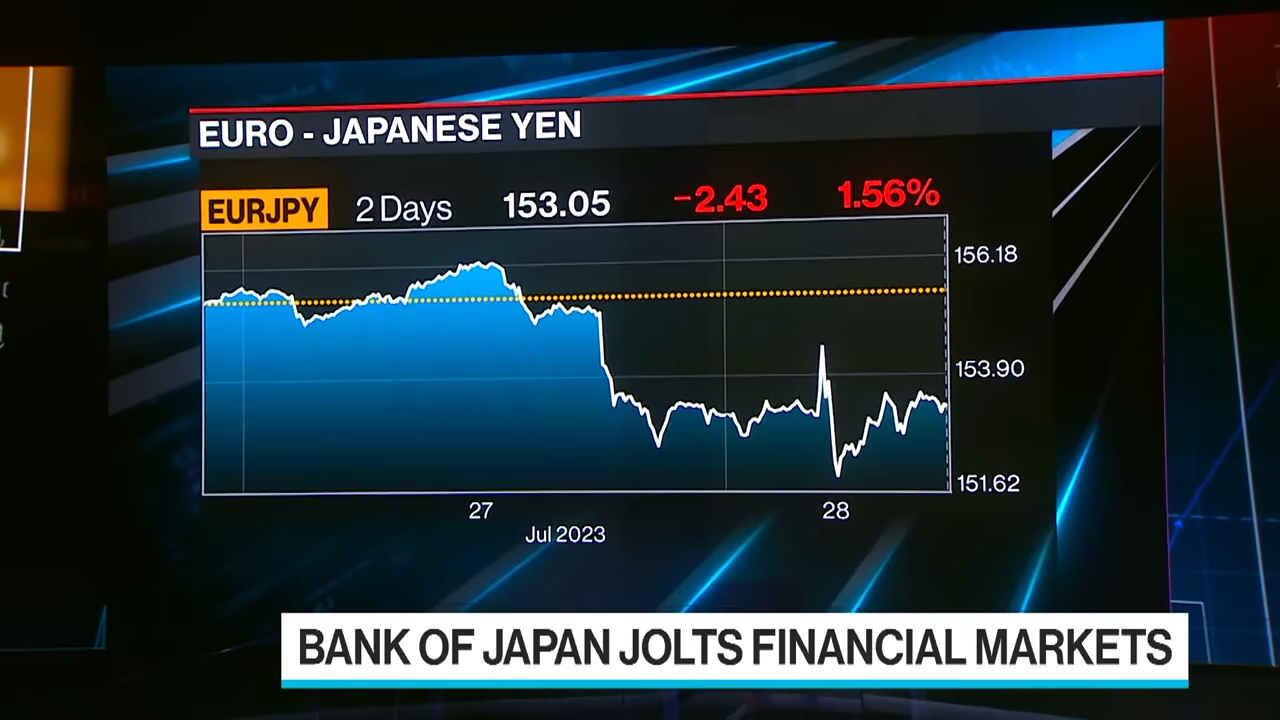 EURO - JAPANESE YEN
EURJPY 2 Days 153.05 -2.43 1.56%
156.18
153.90
151.62
27 28
Jul 2023
BANK OF JAPAN JOLTS FINANCIAL MARKETS